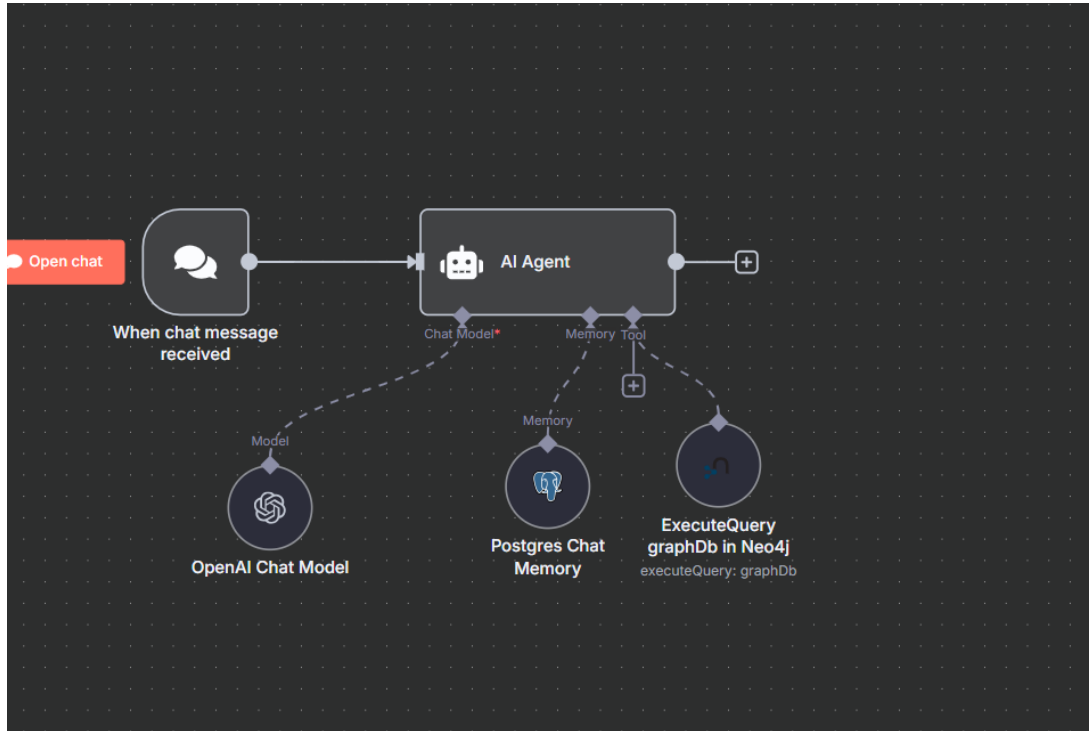 Open chat
AI Agent
When chat message
received
Chat Model*
Memory
Tool
Model
Memory
OpenAI Chat Model
Postgres Chat
Memory
ExecuteQuery
graphDb in Neo4j
executeQuery: graphDb